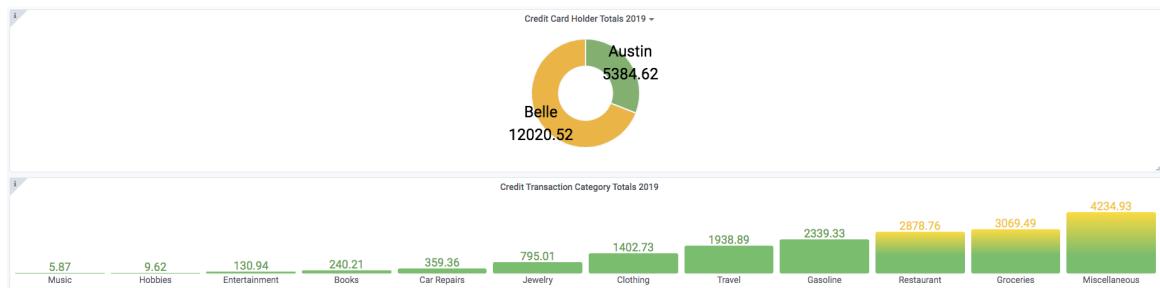 i
Credit Card Holder Totals 2019
Austin
5384.62
Belle
12020.52
i
Credit Transaction Category Totals 2019
5.87 9.62 130.94 240.21 359.36 795.01 1402.73 1938.89 2339.33 2878.76 3069.49 4234.93
Music Hobbies Entertainment Books Car Repairs Jewelry Clothing Travel Gasoline Restaurant Groceries Miscellaneous